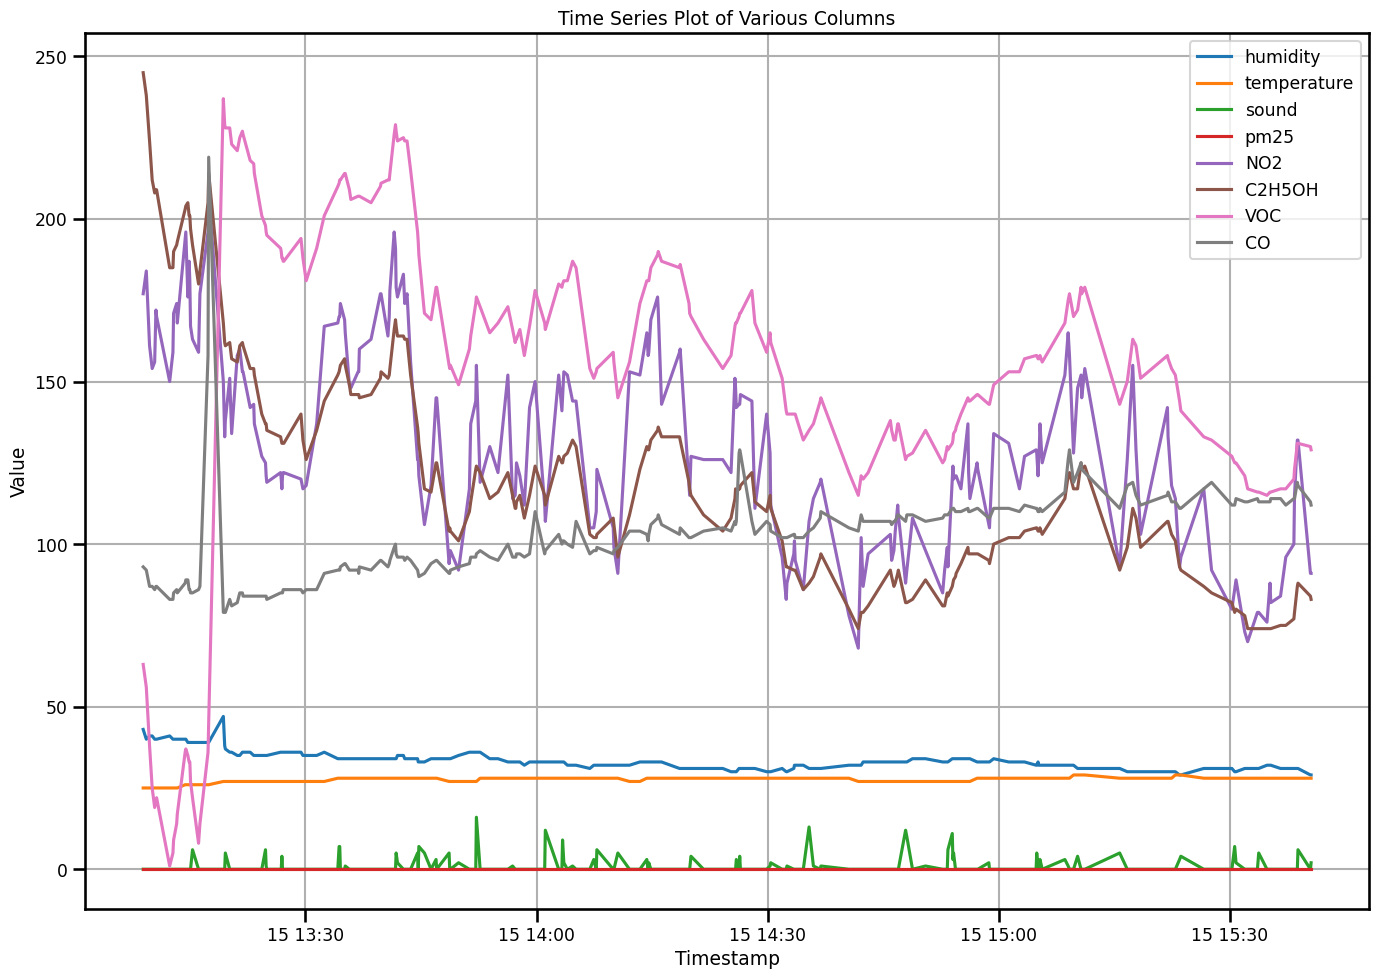 Time Series Plot of Various Columns
250
200
150
100
50
0
Value
humidity
temperature
sound
pm25
NO2
C2H5OH
VOC
CO
15 13:30
15 14:00
15 14:30
15 15:00
15 15:30
Timestamp